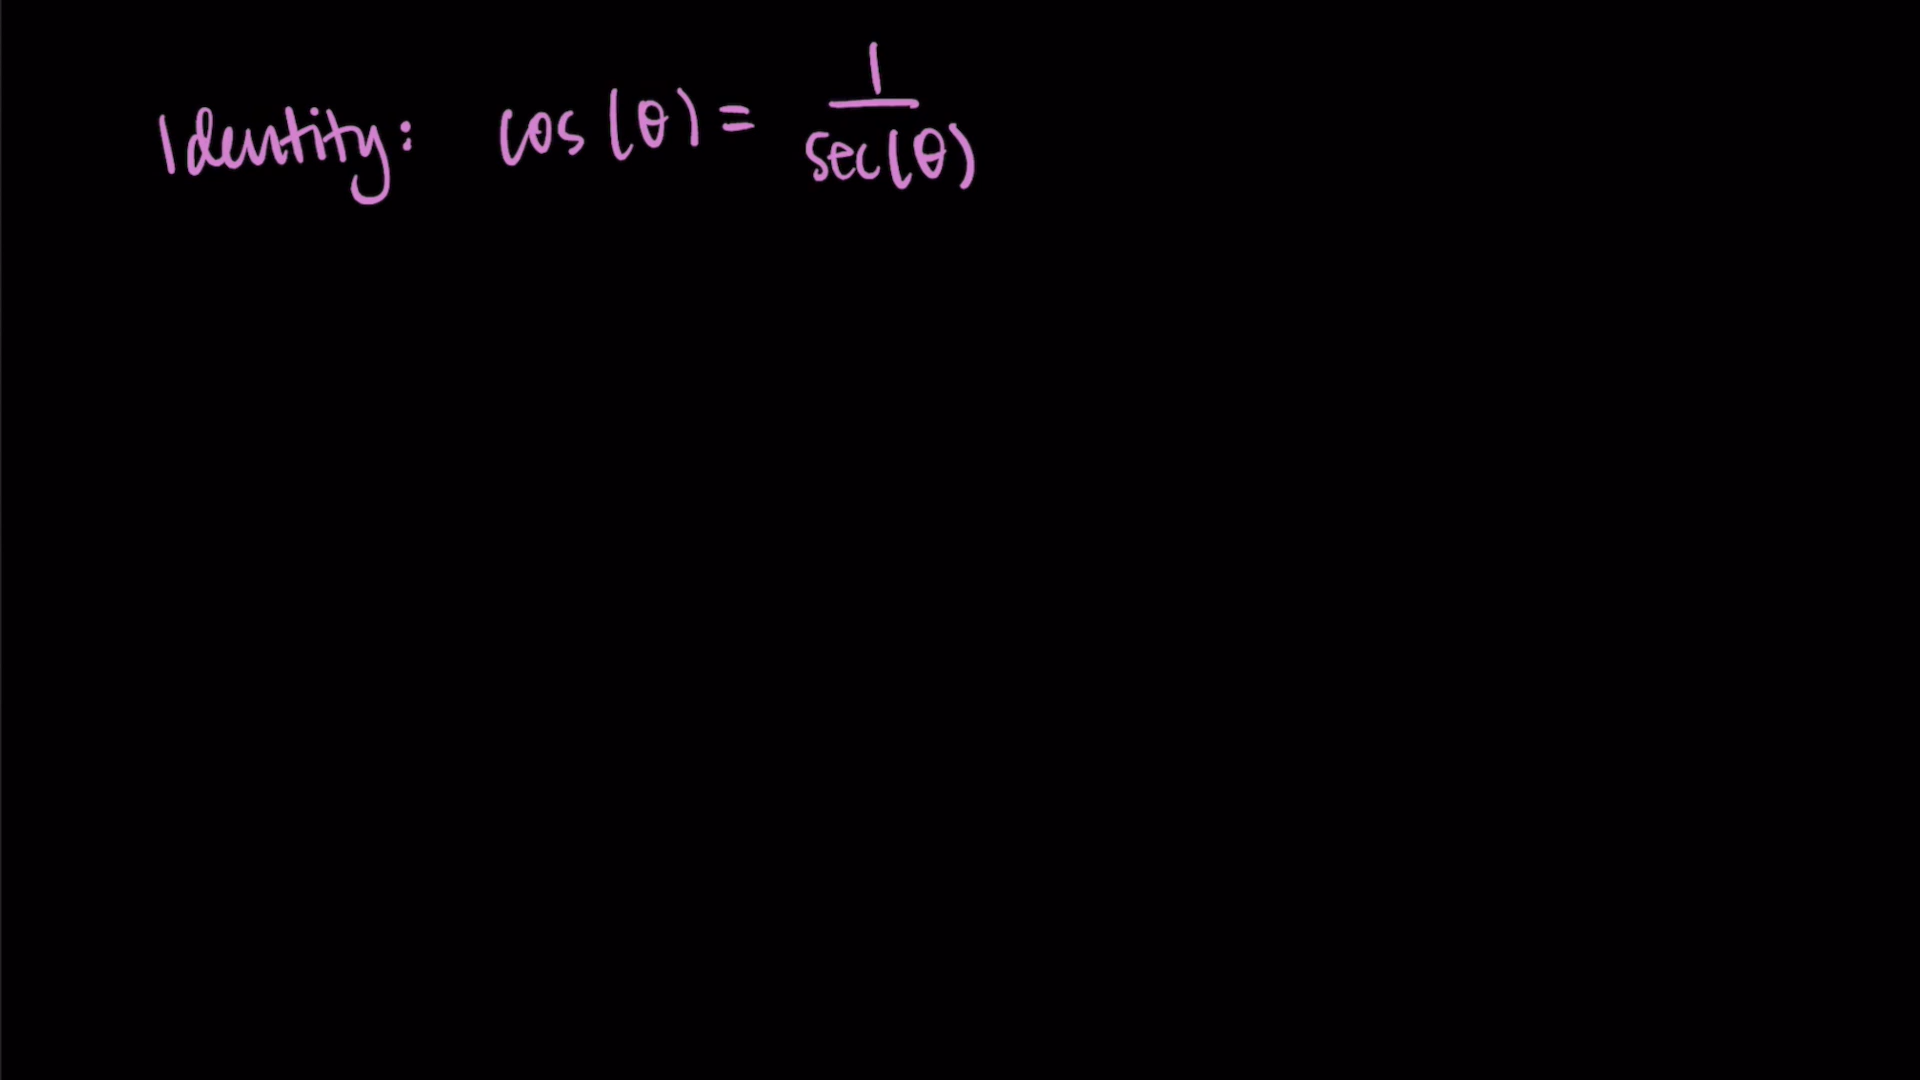 Identity: cos(θ) = 1/sec(θ)